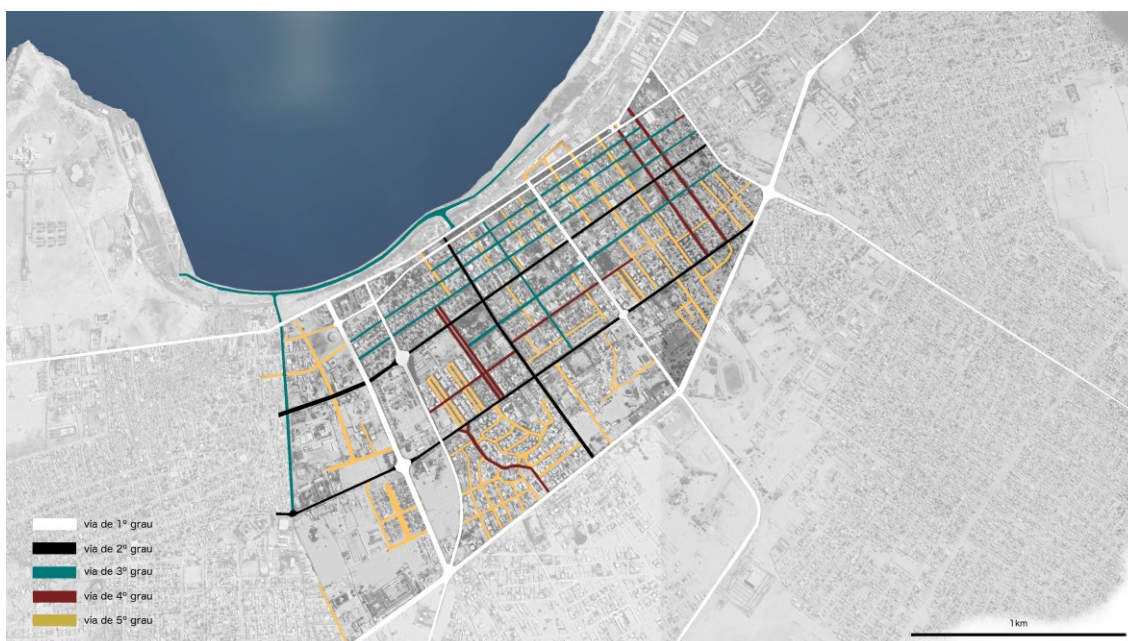 via de 1º grau
via de 2º grau
via de 3º grau
via de 4º grau
via de 5º grau
1km